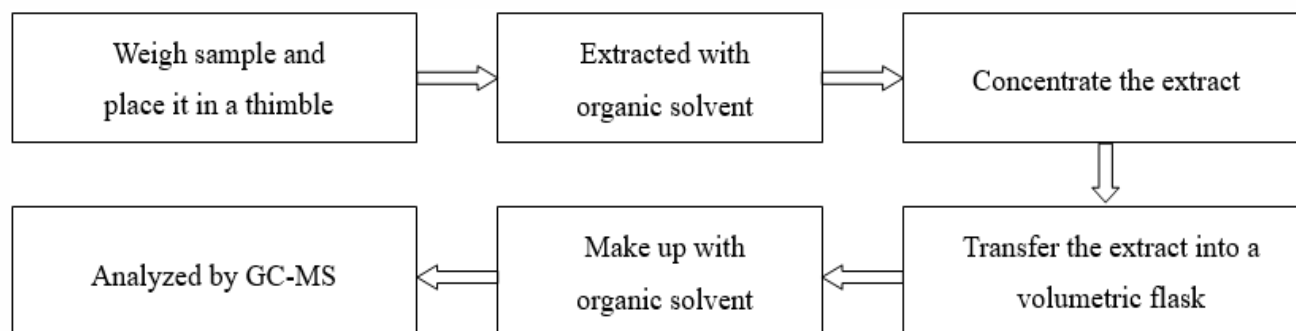 Weigh sample and
place it in a thimble
Extracted with
organic solvent
Concentrate the extract
Transfer the extract into a
volumetric flask
Make up with
organic solvent
Analyzed by GC-MS